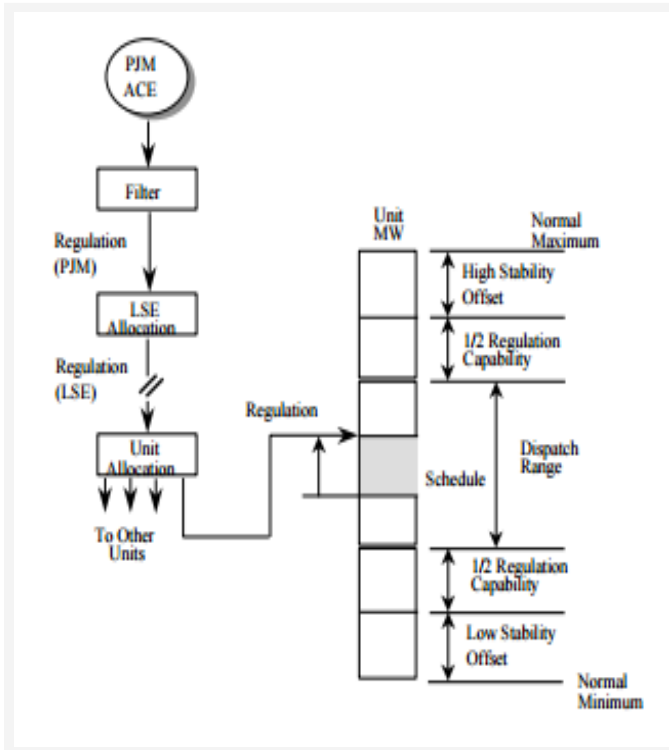 PJM
ACE
Filter
Regulation
(PJM)
LSE
Allocation
Regulation
(LSE)
Unit
Allocation
To Other
Units
Regulation
Unit
MW
Normal
Maximum
High Stability
Offset
1/2 Regulation
Capability
Dispatch
Range
Schedule
1/2 Regulation
Capability
Low Stability
Offset
Normal
Minimum